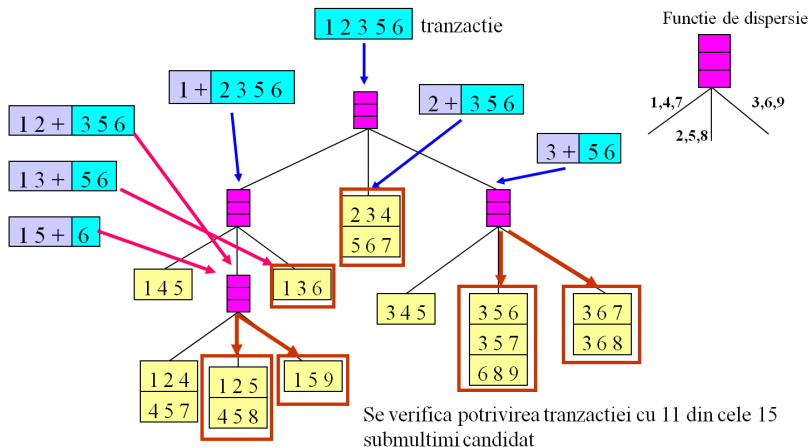 1 2 3 5 6 tranzactie
Functie de dispersie
1,4,7
2,5,8
3,6,9
1 + 2 3 5 6
2 + 3 5 6
3 + 5 6
1 2 + 3 5 6
1 3 + 5 6
1 5 + 6
2 3 4
5 6 7
1 4 5
1 3 6
3 4 5
3 5 6
3 5 7
6 8 9
3 6 7
3 6 8
1 2 4
4 5 7
1 2 5
4 5 8
1 5 9
Se verifica potrivirea tranzactiei cu 11 din cele 15
submultimi candidat